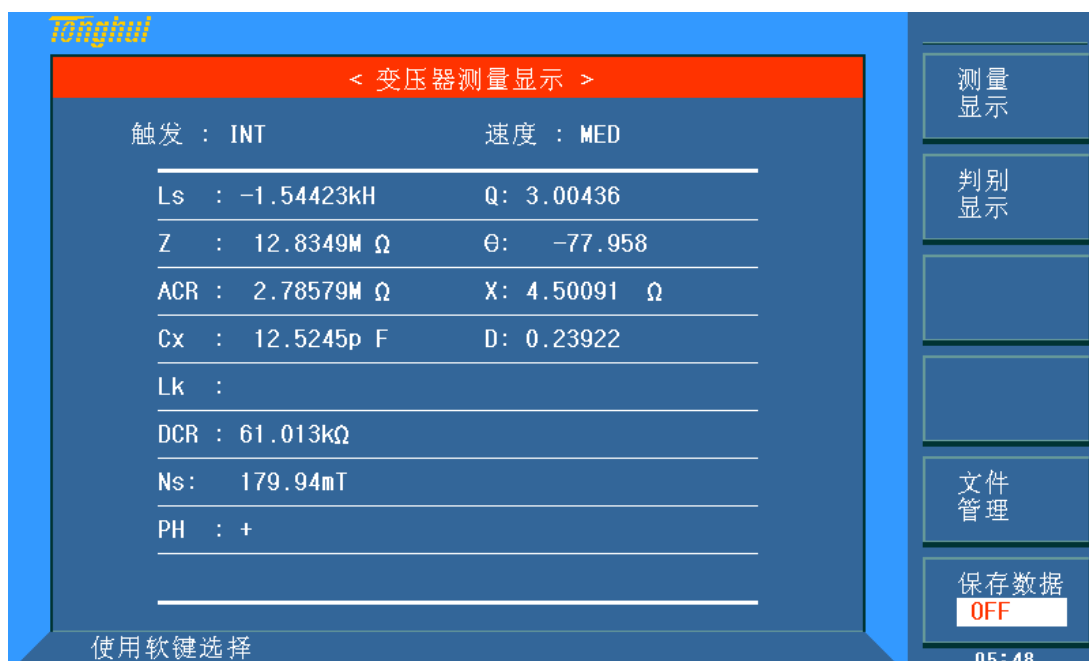 Tonghui
< 变压器测量显示 >
触发 : INT 速度 : MED
Ls : -1.54423kH Q: 3.00436
Z : 12.8349M Ω Θ: -77.958
ACR : 2.78579M Ω X: 4.50091 Ω
Cx : 12.5245p F D: 0.23922
Lk :
DCR : 61.013kΩ
Ns: 179.94mT
PH : +
使用软键选择
测量
显示
判别
显示
文件
管理
保存数据
OFF
05:48